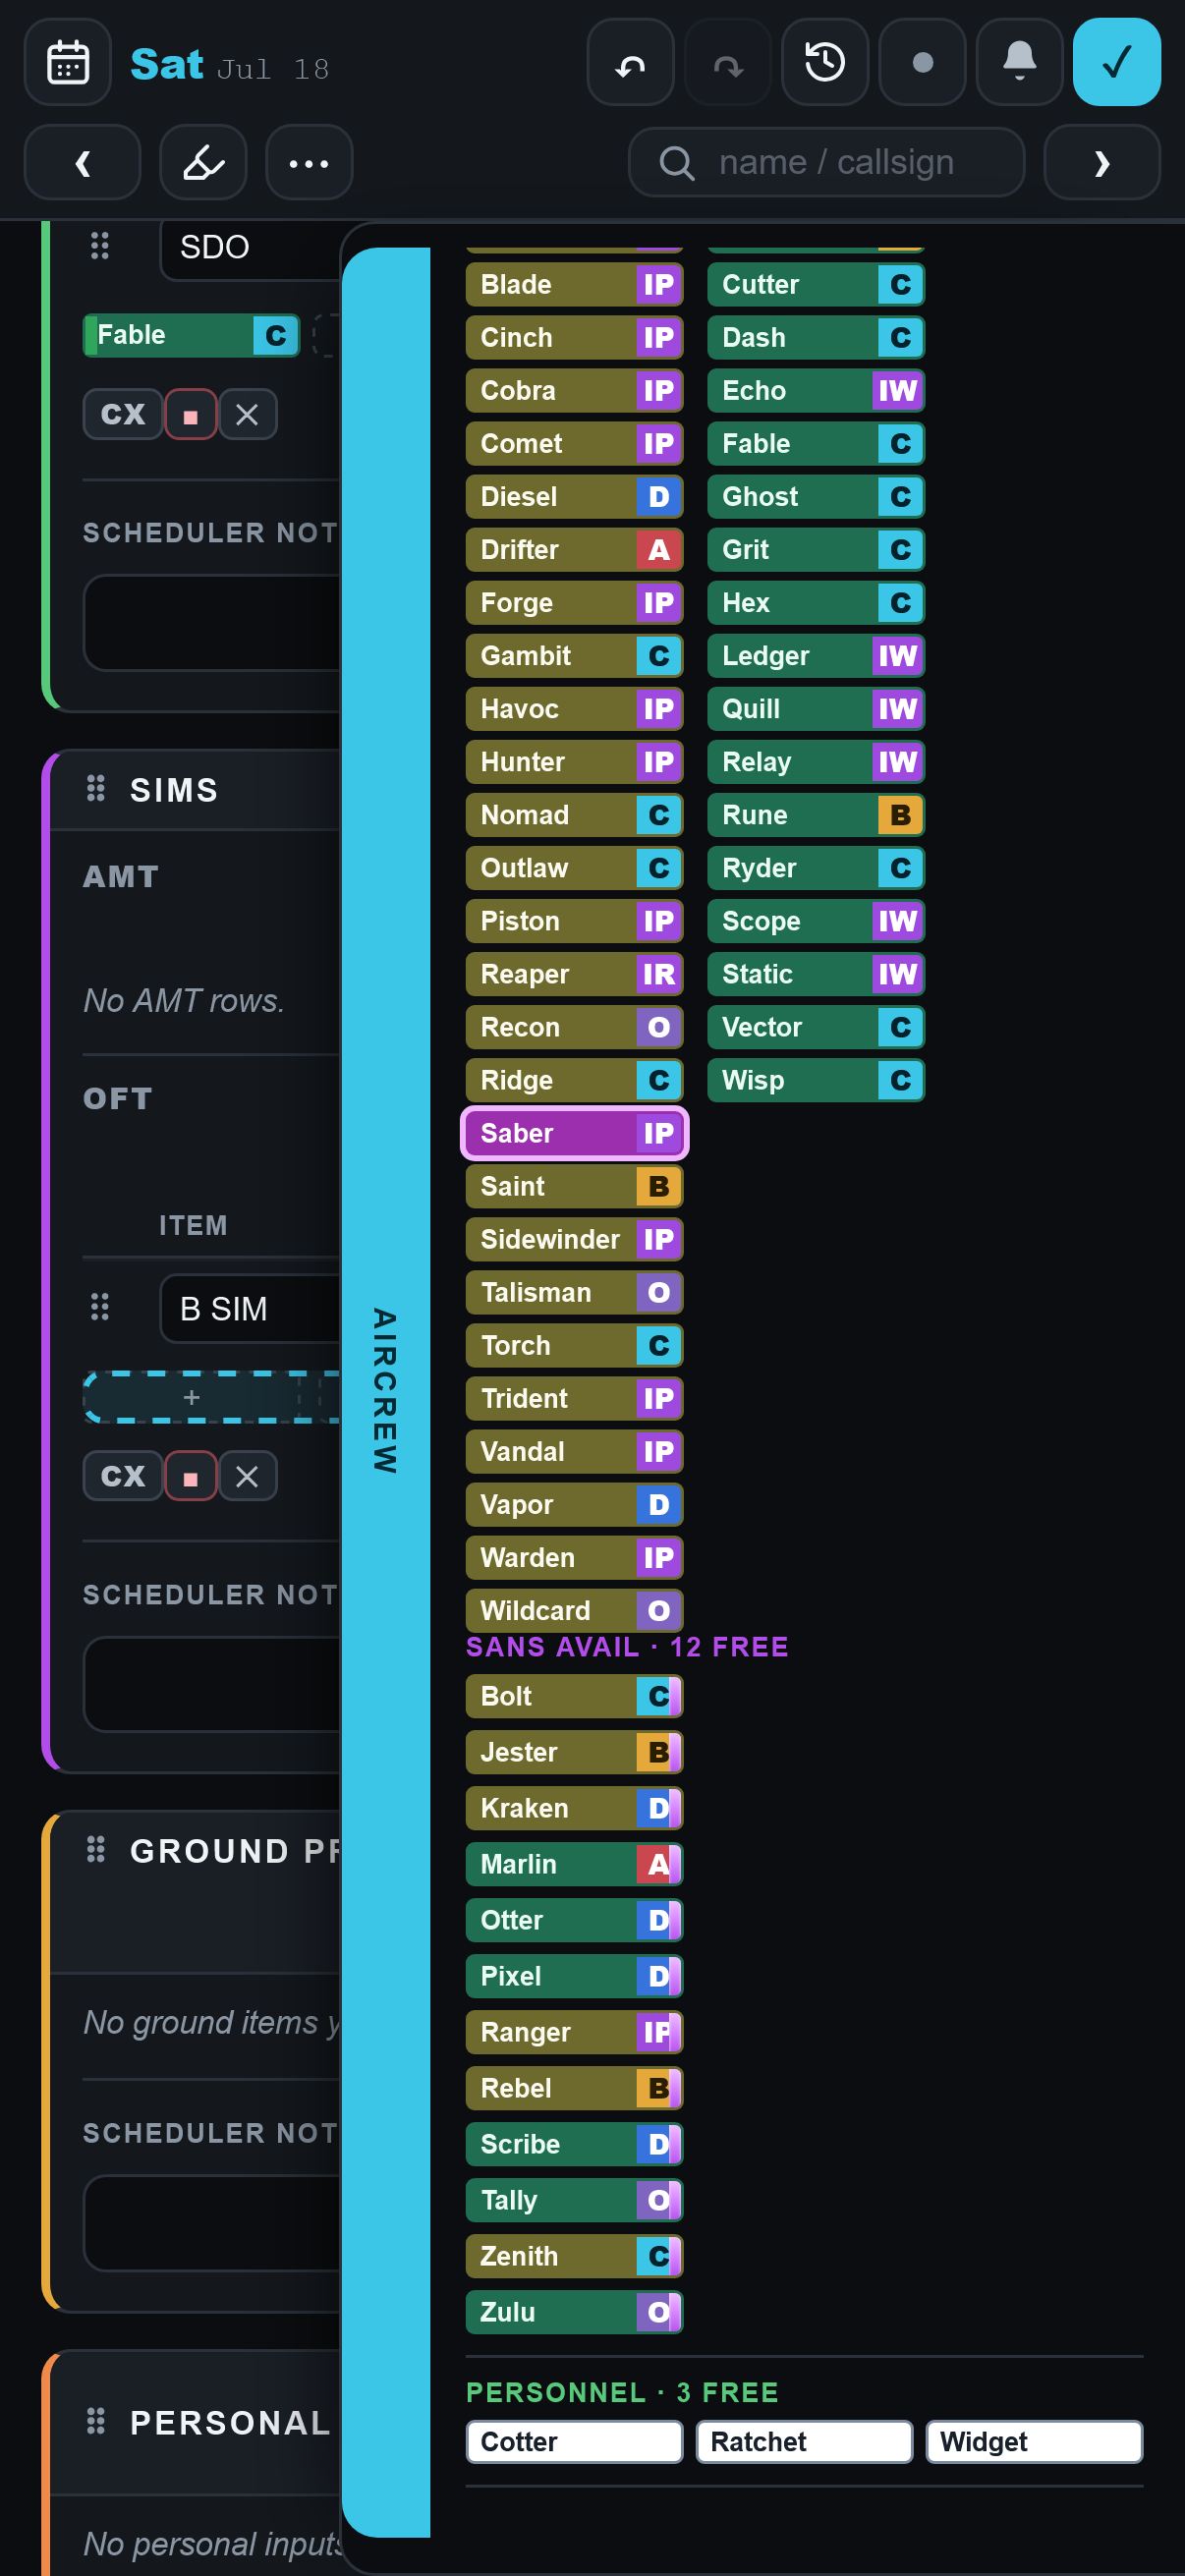 Sat Jul 18
name / callsign
SDO
Fable C
CX
SCHEDULER NOT
SIMS
AMT
No AMT rows.
OFT
ITEM
B SIM
+
CX
SCHEDULER NOT
GROUND PR
No ground items y
SCHEDULER NOT
PERSONAL
No personal inputs
AIRCREW
Blade IP
Cinch IP
Cobra IP
Comet IP
Diesel D
Drifter A
Forge IP
Gambit C
Havoc IP
Hunter IP
Nomad C
Outlaw C
Piston IP
Reaper IR
Recon O
Ridge C
Saber IP
Saint B
Sidewinder IP
Talisman O
Torch C
Trident IP
Vandal IP
Vapor D
Warden IP
Wildcard O
Cutter C
Dash C
Echo IW
Fable C
Ghost C
Grit C
Hex C
Ledger IW
Quill IW
Relay IW
Rune B
Ryder C
Scope IW
Static IW
Vector C
Wisp C
SANS AVAIL · 12 FREE
Bolt C
Jester B
Kraken D
Marlin A
Otter D
Pixel D
Ranger IP
Rebel B
Scribe D
Tally O
Zenith C
Zulu O
PERSONNEL · 3 FREE
Cotter Ratchet Widget